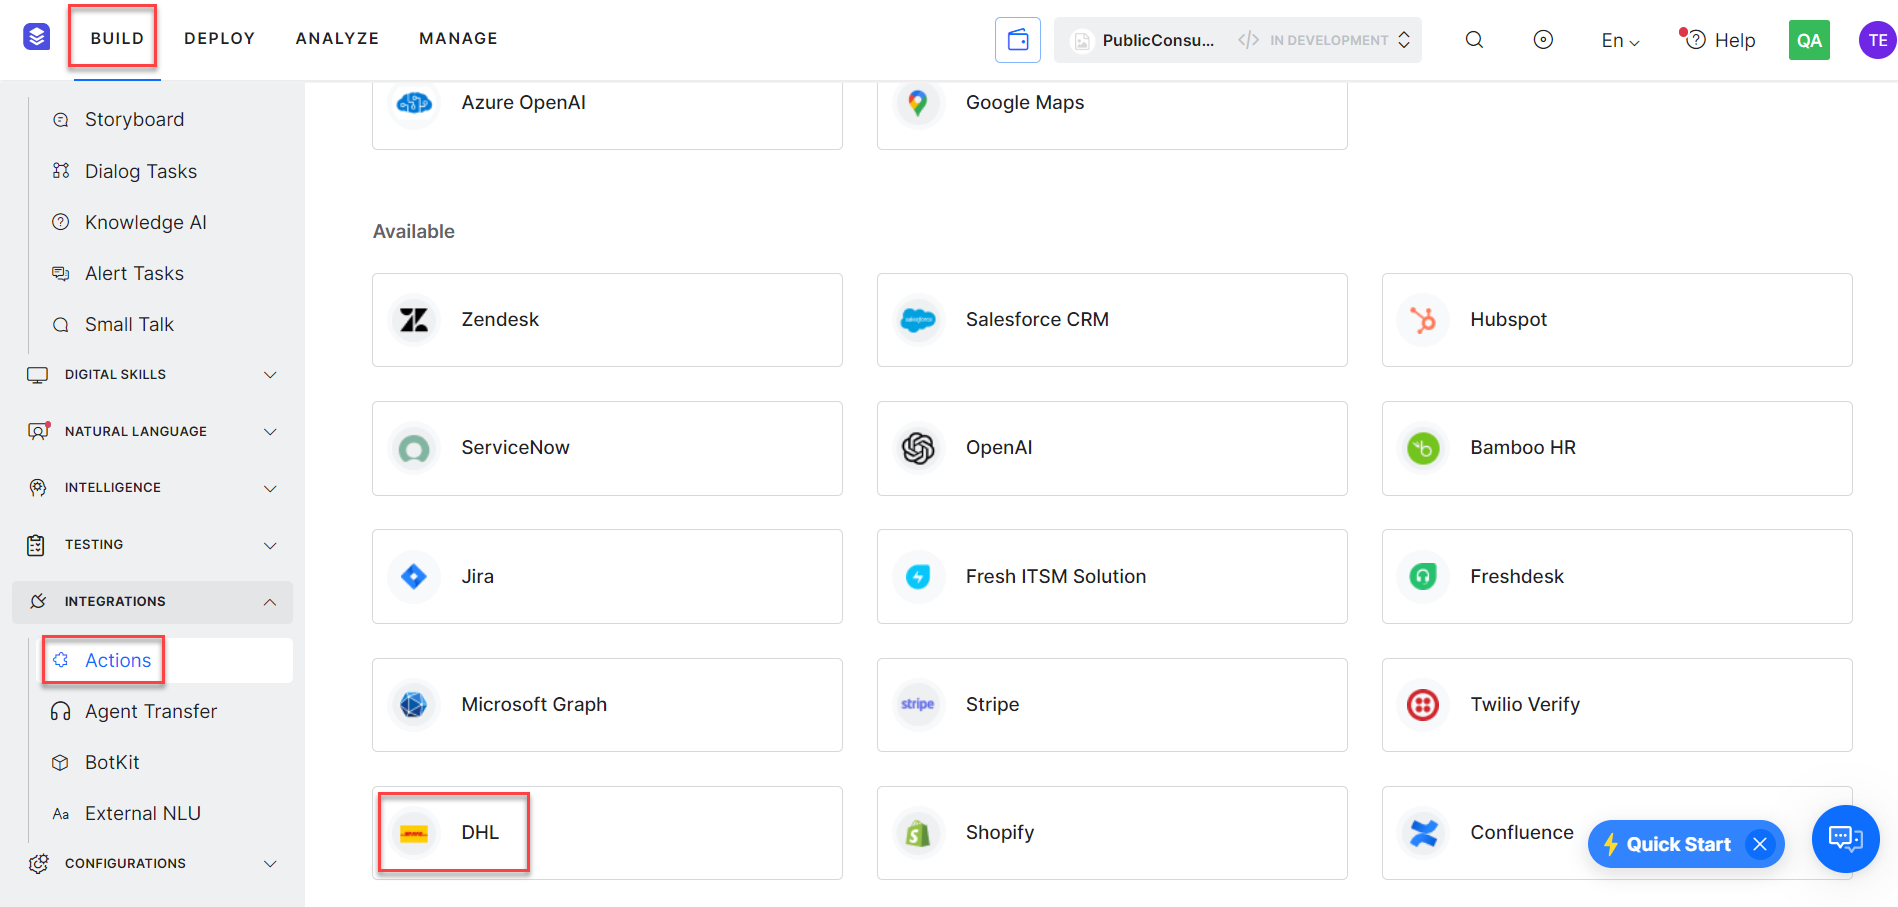 BUILD DEPLOY ANALYZE MANAGE PublicConsu... </> IN DEVELOPMENT En Help QA TE
Storyboard
Dialog Tasks
Knowledge AI
Alert Tasks
Small Talk
DIGITAL SKILLS
NATURAL LANGUAGE
INTELLIGENCE
TESTING
INTEGRATIONS
Actions
Agent Transfer
BotKit
Aa External NLU
CONFIGURATIONS
Azure OpenAI Google Maps
Available
Zendesk salesforce Salesforce CRM Hubspot
ServiceNow OpenAI Bamboo HR
Jira Fresh ITSM Solution Freshdesk
Microsoft Graph stripe Stripe Twilio Verify
DHL Shopify Confluence
Quick Start